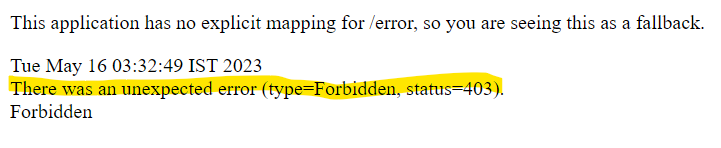 This application has no explicit mapping for /error, so you are seeing this as a fallback.
Tue May 16 03:32:49 IST 2023
There was an unexpected error (type=Forbidden, status=403).
Forbidden